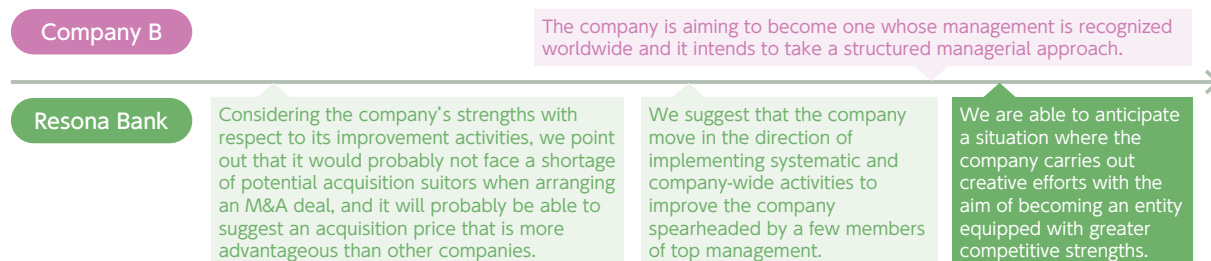 Company B
The company is aiming to become one whose management is recognized
worldwide and it intends to take a structured managerial approach.
Resona Bank
Considering the company's strengths with
respect to its improvement activities, we point
out that it would probably not face a shortage
of potential acquisition suitors when arranging
an M&A deal, and it will probably be able to
suggest an acquisition price that is more
advantageous than other companies.
We suggest that the company
move in the direction of
implementing systematic and
company-wide activities to
improve the company
spearheaded by a few members
of top management.
We are able to anticipate
a situation where the
company carries out
creative efforts with the
aim of becoming an entity
equipped with greater
competitive strengths.